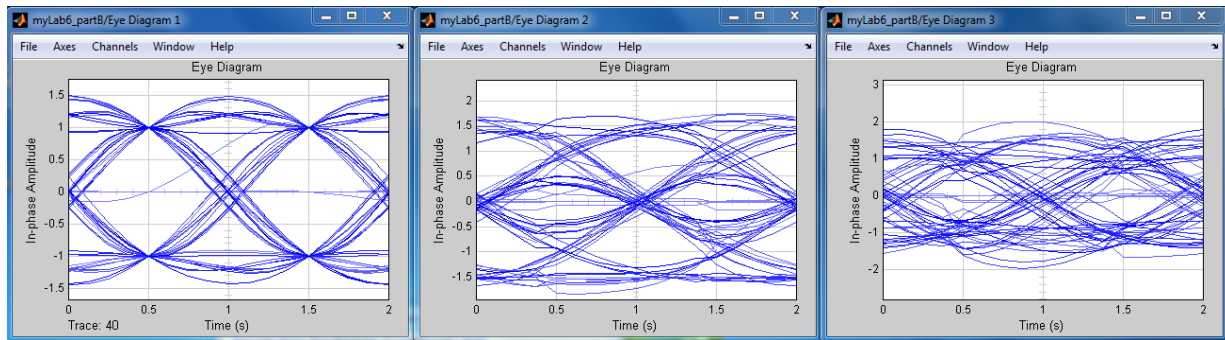 myLab6_partB/Eye Diagram 1
File Axes Channels Window Help
Eye Diagram
1.5
1
0.5
0
-0.5
-1
-1.5
In-phase Amplitude
0 0.5 1 1.5 2
Trace: 40
Time (s)
myLab6_partB/Eye Diagram 2
File Axes Channels Window Help
Eye Diagram
2
1.5
1
0.5
0
-0.5
-1
-1.5
In-phase Amplitude
0 0.5 1 1.5 2
Time (s)
myLab6_partB/Eye Diagram 3
File Axes Channels Window Help
Eye Diagram
3
2
1
0
-1
-2
In-phase Amplitude
0 0.5 1 1.5 2
Time (s)